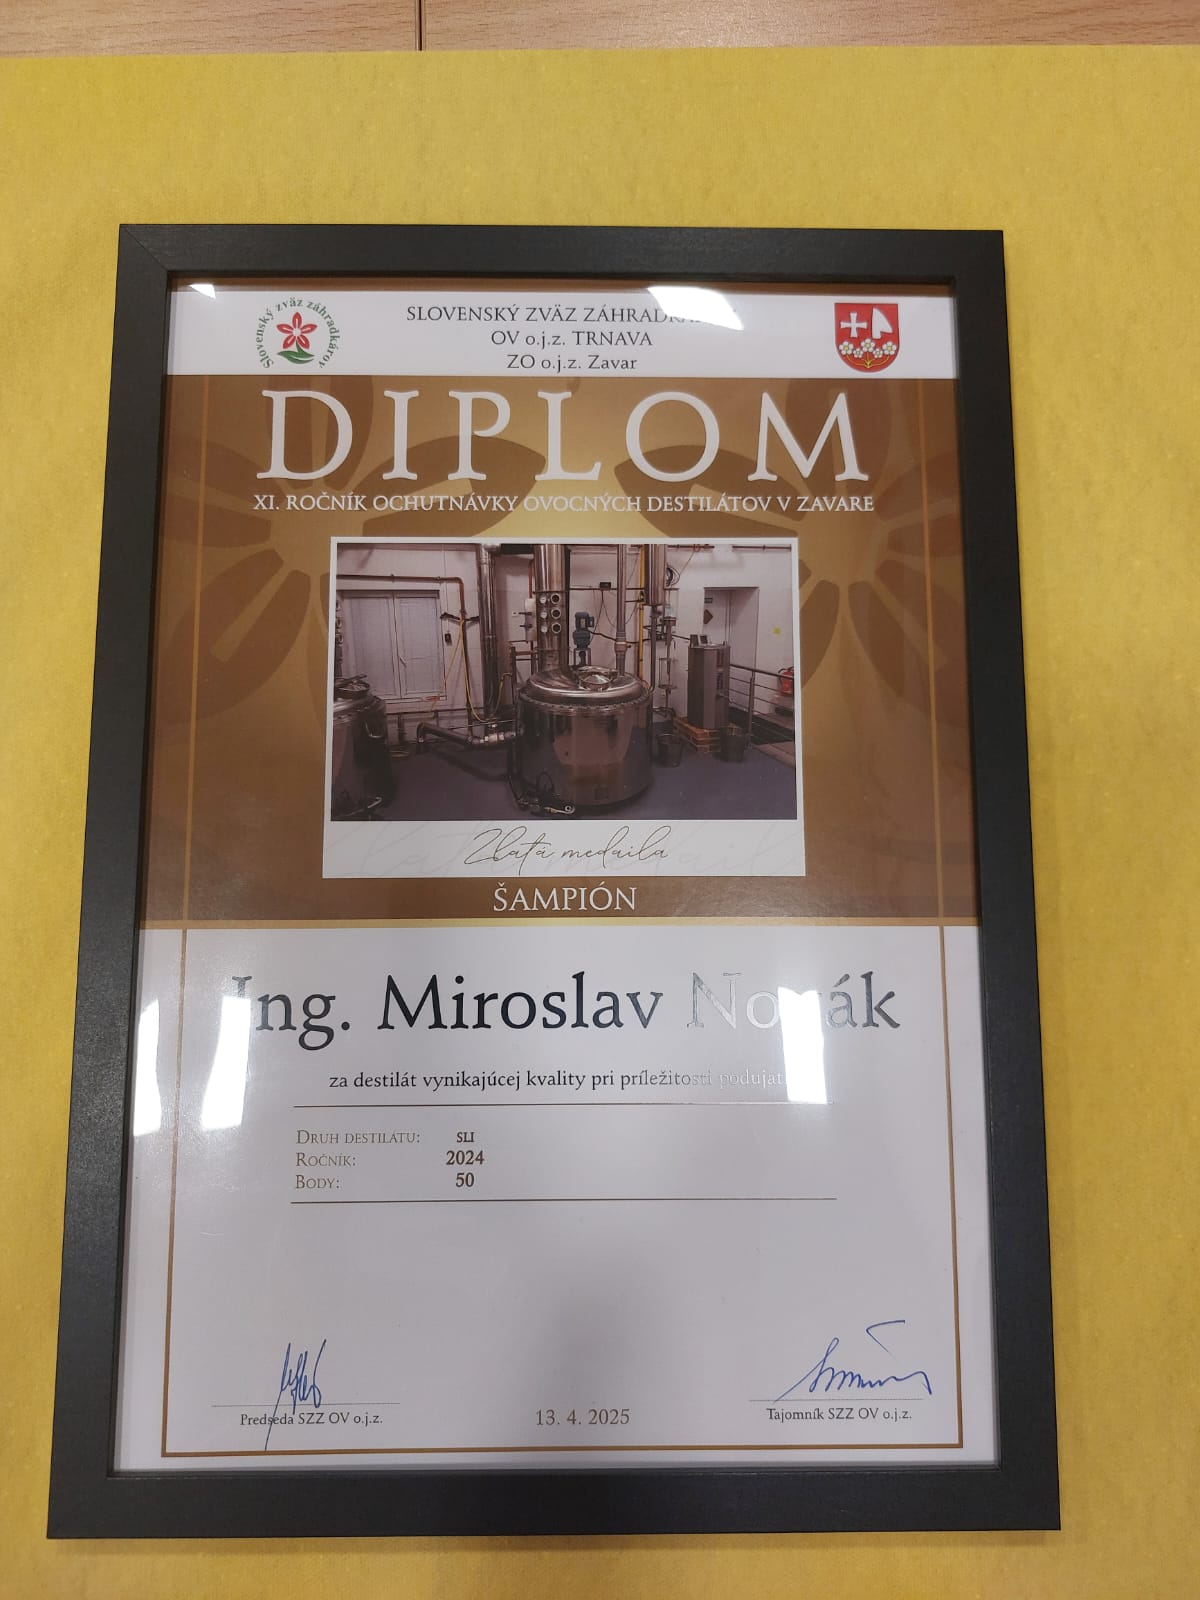 Slovenský zväz záhradkárov
SLOVENSKÝ ZVÄZ
OV o.j.z. TRNAVA
ZO o.j.z. Zavar
DIPLOM
XI. ROČNÍK OCHUTNÁVKY OVOCNÝCH DESTILÁTOV V ZAVARE
Zlatá medaila
ŠAMPIÓN
Ing. Miroslav Novák
za destilát vynikajúcej kvality pri príležitosti
DRUH DESTILÁTU: SLI
ROČNÍK: 2024
BODY: 50
Predseda SZZ OV o.j.z.
13. 4. 2025
Tajomník SZZ OV o.j.z.